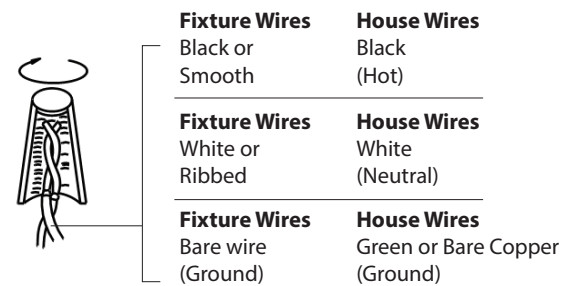 Fixture Wires House Wires
Black or Black
Smooth (Hot)
Fixture Wires House Wires
White or White
Ribbed (Neutral)
Fixture Wires House Wires
Bare wire Green or Bare Copper
(Ground) (Ground)